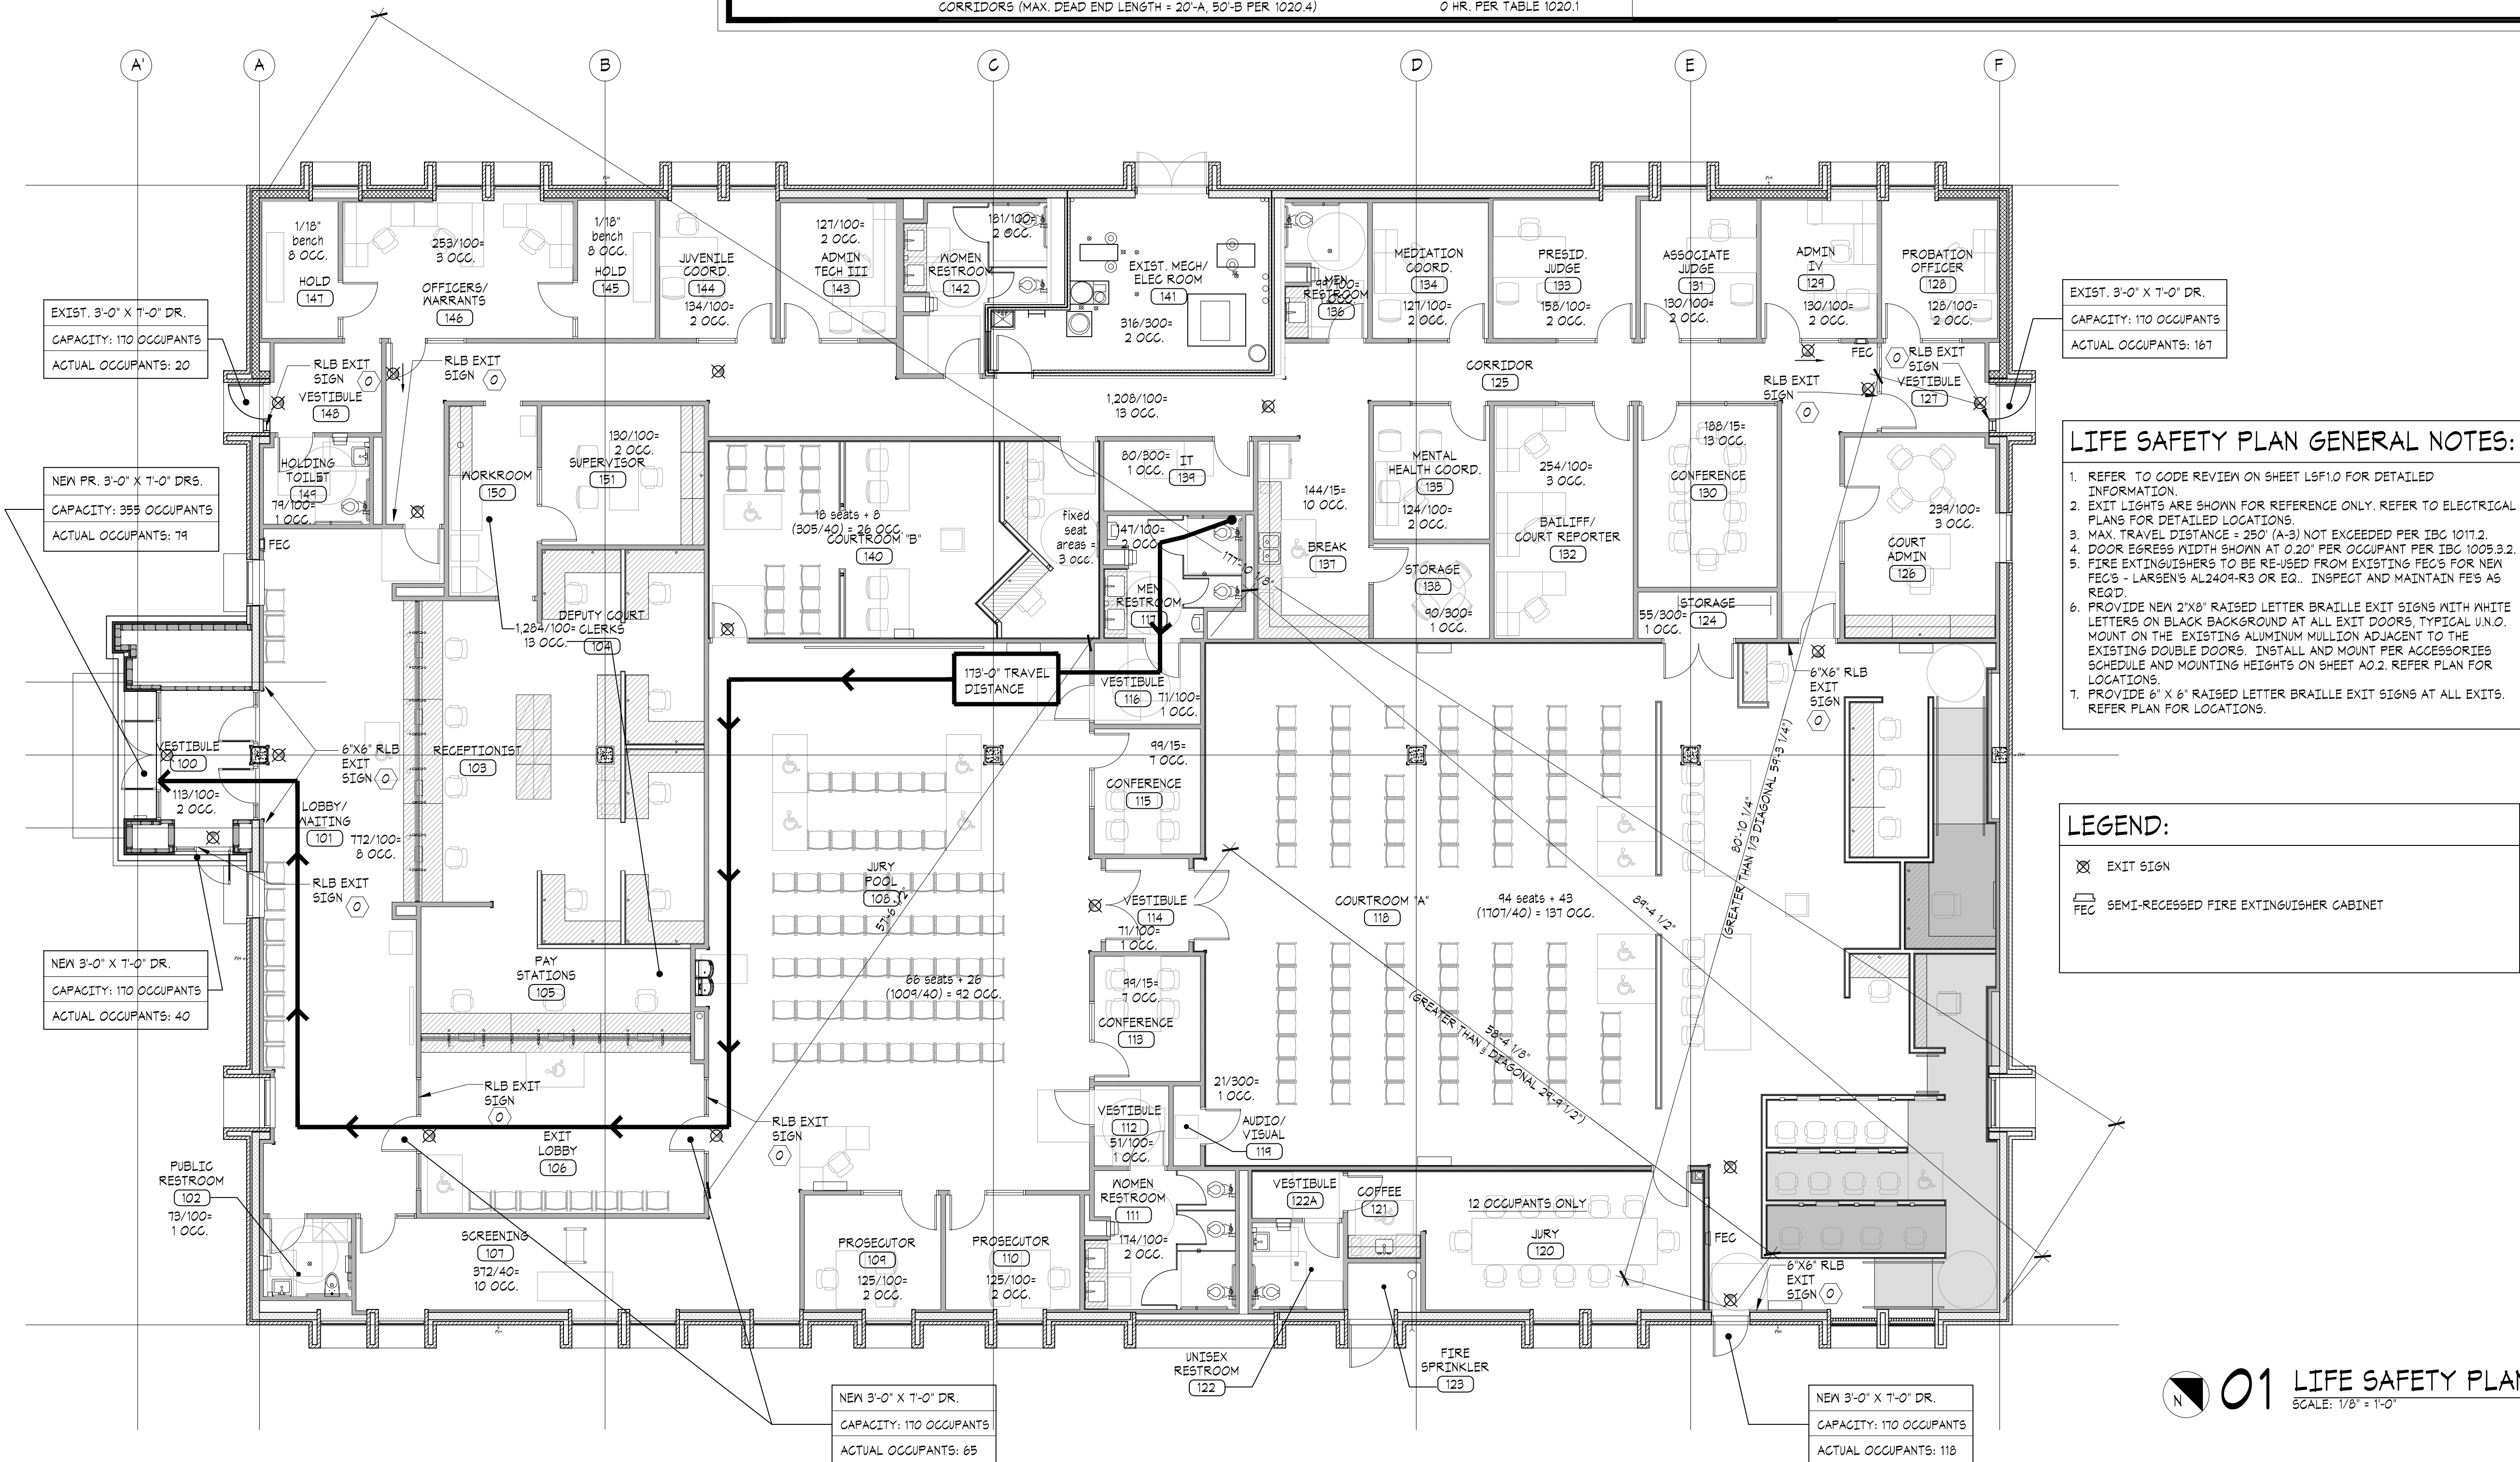 CORRIDORS (MAX. DEAD END LENGTH = 20'-A, 50'-B PER 1020.4)
0 HR. PER TABLE 1020.1
A'
A
B
C
D
E
F
1/18"
bench
8 OCC.
HOLD
147
253/100=
3 OCC.
OFFICERS/
WARRANTS
146
1/18"
bench
8 OCC.
HOLD
145
JUVENILE
COORD.
144
134/100=
2 OCC.
127/100=
2 OCC.
ADMIN
TECH III
143
181/100=
2 OCC.
WOMEN
RESTROOM
142
EXIST. MECH/
ELEC ROOM
141
316/300=
2 OCC.
99/100=
1 OCC.
MEN
RESTROOM
136
MEDIATION
COORD.
134
127/100=
2 OCC.
PRESID.
JUDGE
133
158/100=
2 OCC.
ASSOCIATE
JUDGE
131
130/100=
2 OCC.
ADMIN
IV
129
130/100=
2 OCC.
PROBATION
OFFICER
128
128/100=
2 OCC.
EXIST. 3'-0" X 7'-0" DR.
CAPACITY: 170 OCCUPANTS
ACTUAL OCCUPANTS: 20
RLB EXIT
SIGN
0
VESTIBULE
148
RLB EXIT
SIGN
0
CORRIDOR
125
1,208/100=
13 OCC.
FEC
0
RLB EXIT
SIGN
VESTIBULE
127
RLB EXIT
SIGN
0
EXIST. 3'-0" X 7'-0" DR.
CAPACITY: 170 OCCUPANTS
ACTUAL OCCUPANTS: 167
NEW PR. 3'-0" X 7'-0" DRS.
CAPACITY: 355 OCCUPANTS
ACTUAL OCCUPANTS: 79
HOLDING
TOILET
149
79/100=
1 OCC.
FEC
WORKROOM
150
130/100=
2 OCC.
SUPERVISOR
151
18 seats + 8
(305/40) = 26 OCC.
COURTROOM "B"
140
fixed
seat
areas =
3 occ.
80/300=
1 OCC.
IT
139
147/100=
2 OCC.
MEN
RESTROOM
117
177'-10 1/8"
144/15=
10 OCC.
BREAK
137
MENTAL
HEALTH COORD.
135
124/100=
2 OCC.
STORAGE
138
90/300=
1 OCC.
254/100=
3 OCC.
BAILIFF/
COURT REPORTER
132
188/15=
13 OCC.
CONFERENCE
130
STORAGE
124
55/300=
1 OCC.
239/100=
3 OCC.
COURT
ADMIN
126
LIFE SAFETY PLAN GENERAL NOTES:
1. REFER TO CODE REVIEW ON SHEET LSF1.0 FOR DETAILED
INFORMATION.
2. EXIT LIGHTS ARE SHOWN FOR REFERENCE ONLY. REFER TO ELECTRICAL
PLANS FOR DETAILED LOCATIONS.
3. MAX. TRAVEL DISTANCE = 250' (A-3) NOT EXCEEDED PER IBC 1017.2.
4. DOOR EGRESS WIDTH SHOWN AT 0.20" PER OCCUPANT PER IBC 1005.3.2.
5. FIRE EXTINGUISHERS TO BE RE-USED FROM EXISTING FEC'S FOR NEW
FEC'S - LARSEN'S AL2409-R3 OR EQ.. INSPECT AND MAINTAIN FE'S AS
REQ'D.
6. PROVIDE NEW 2"X8" RAISED LETTER BRAILLE EXIT SIGNS WITH WHITE
LETTERS ON BLACK BACKGROUND AT ALL EXIT DOORS, TYPICAL U.N.O.
MOUNT ON THE EXISTING ALUMINUM MULLION ADJACENT TO THE
EXISTING DOUBLE DOORS. INSTALL AND MOUNT PER ACCESSORIES
SCHEDULE AND MOUNTING HEIGHTS ON SHEET A0.2. REFER PLAN FOR
LOCATIONS.
7. PROVIDE 6" X 6" RAISED LETTER BRAILLE EXIT SIGNS AT ALL EXITS.
REFER PLAN FOR LOCATIONS.
DEPUTY COURT
CLERKS
104
1,284/100=
13 OCC.
173'-0" TRAVEL
DISTANCE
VESTIBULE
116
71/100=
1 OCC.
6"X6" RLB
EXIT
SIGN
0
VESTIBULE
100
113/100=
2 OCC.
6"X6" RLB
EXIT
SIGN
0
RECEPTIONIST
103
LOBBY/
WAITING
101
772/100=
8 OCC.
RLB EXIT
SIGN
0
99/15=
7 OCC.
CONFERENCE
115
80'-10 1/4"
(GREATER THAN 1/3 DIAGONAL 59'-3 1/4")
JURY
POOL
108
57'-6 1/2"
66 seats + 26
(1009/40) = 92 OCC.
VESTIBULE
114
71/100=
1 OCC.
COURTROOM "A"
118
94 seats + 43
(1707/40) = 137 OCC.
89'-4 1/2"
LEGEND:
EXIT SIGN
FEC
SEMI-RECESSED FIRE EXTINGUISHER CABINET
NEW 3'-0" X 7'-0" DR.
CAPACITY: 170 OCCUPANTS
ACTUAL OCCUPANTS: 40
PAY
STATIONS
105
99/15=
7 OCC.
CONFERENCE
113
58'-4 1/8"
(GREATER THAN DIAGONAL 29'-9 1/2")
RLB EXIT
SIGN
0
EXIT
LOBBY
106
RLB EXIT
SIGN
0
VESTIBULE
112
51/100=
1 OCC.
21/300=
1 OCC.
AUDIO/
VISUAL
119
PUBLIC
RESTROOM
102
73/100=
1 OCC.
SCREENING
107
372/40=
10 OCC.
PROSECUTOR
109
125/100=
2 OCC.
PROSECUTOR
110
125/100=
2 OCC.
WOMEN
RESTROOM
111
174/100=
2 OCC.
VESTIBULE
122A
COFFEE
121
12 OCCUPANTS ONLY
JURY
120
FEC
6"X6" RLB
EXIT
SIGN
0
UNISEX
RESTROOM
122
FIRE
SPRINKLER
123
NEW 3'-0" X 7'-0" DR.
CAPACITY: 170 OCCUPANTS
ACTUAL OCCUPANTS: 65
NEW 3'-0" X 7'-0" DR.
CAPACITY: 170 OCCUPANTS
ACTUAL OCCUPANTS: 118
N
01
LIFE SAFETY PLAN
SCALE: 1/8" = 1'-0"